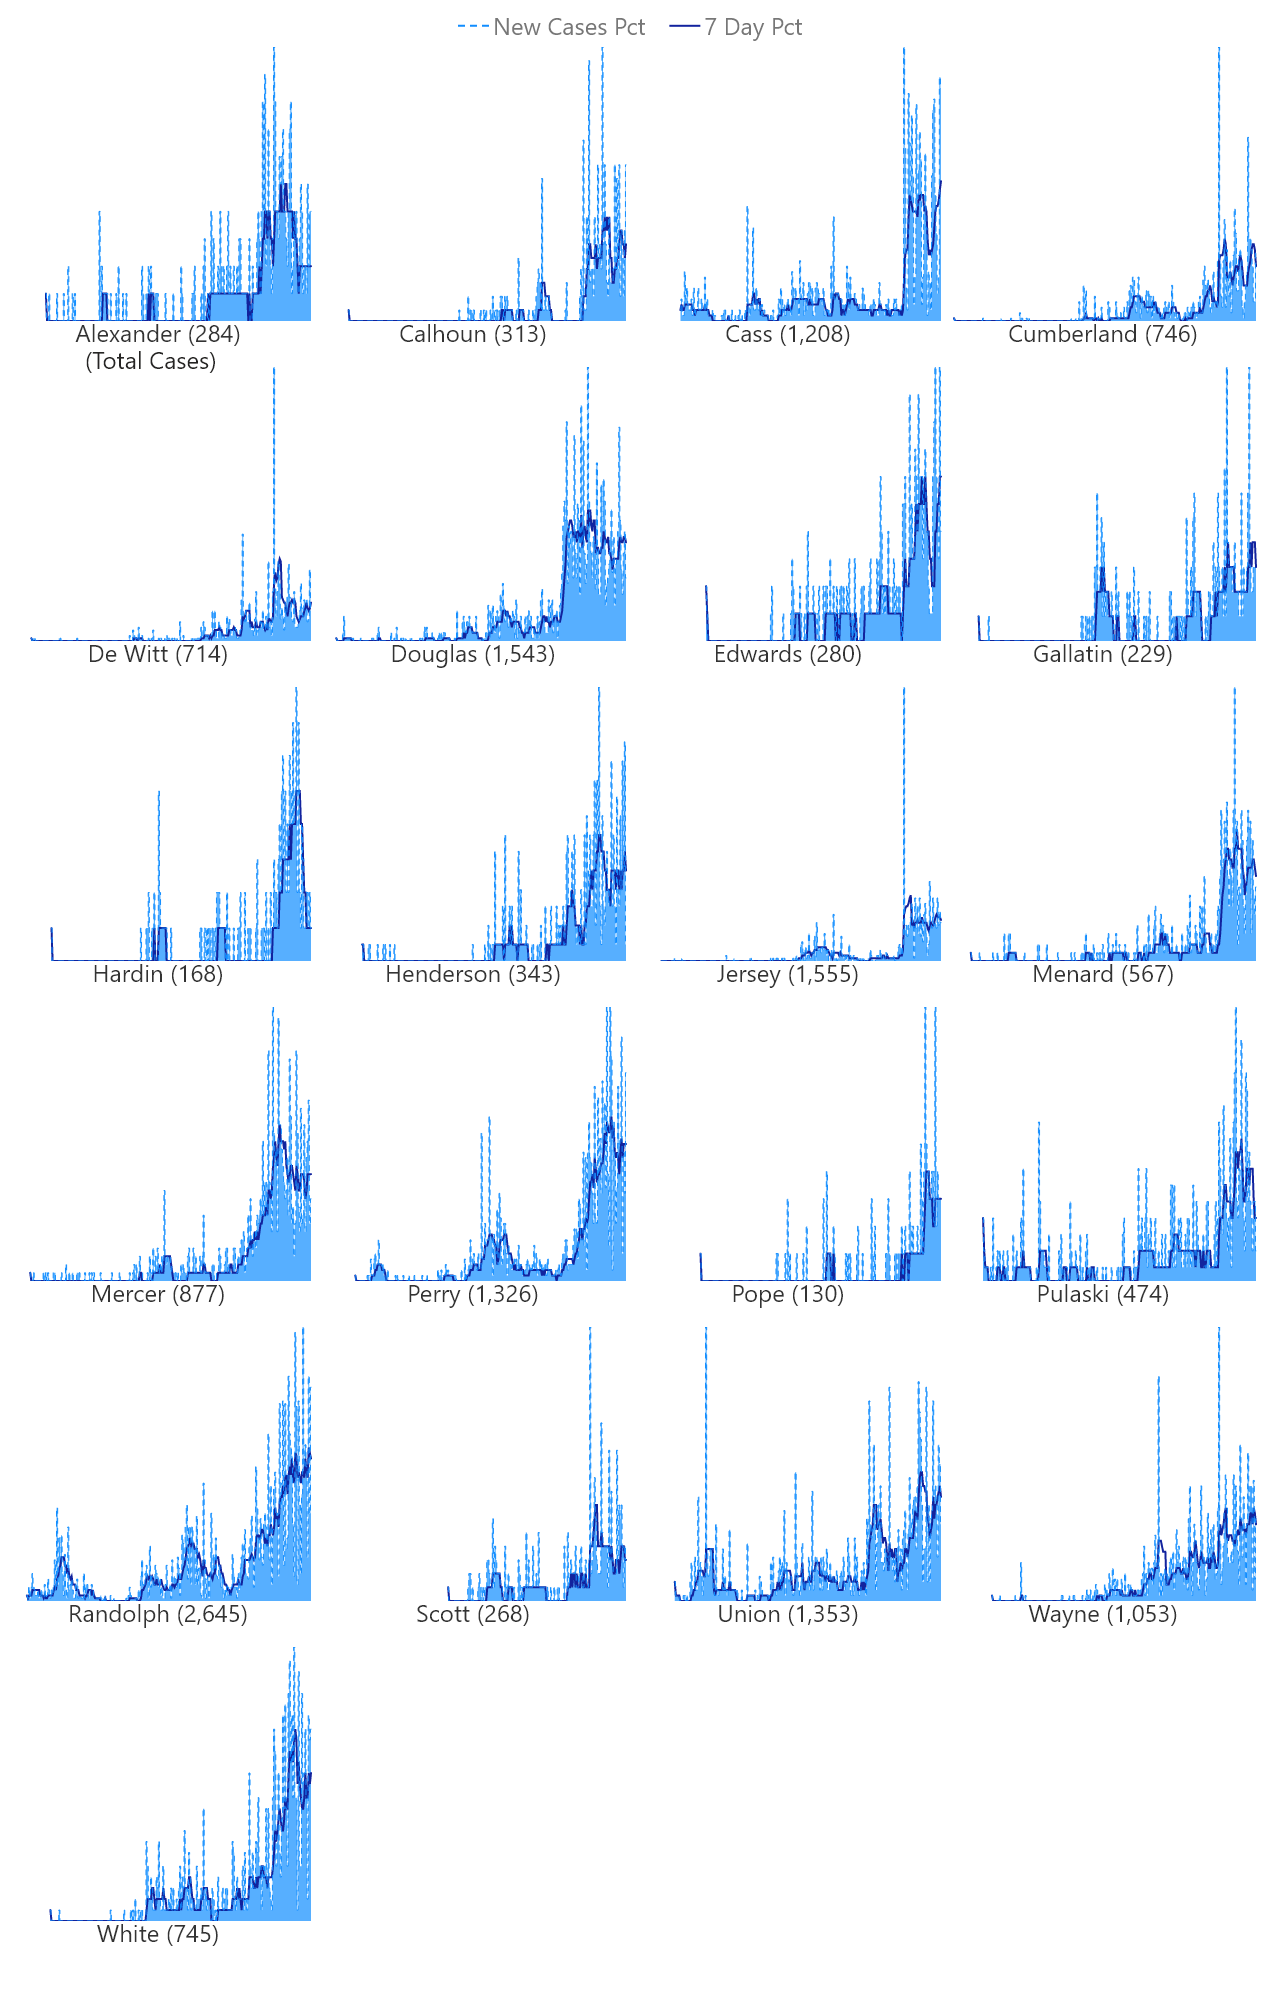 New Cases Pct 7 Day Pct
Alexander (284)
(Total Cases)
Calhoun (313)
Cass (1,208)
Cumberland (746)
De Witt (714)
Douglas (1,543)
Edwards (280)
Gallatin (229)
Hardin (168)
Henderson (343)
Jersey (1,555)
Menard (567)
Mercer (877)
Perry (1,326)
Pope (130)
Pulaski (474)
Randolph (2,645)
Scott (268)
Union (1,353)
Wayne (1,053)
White (745)